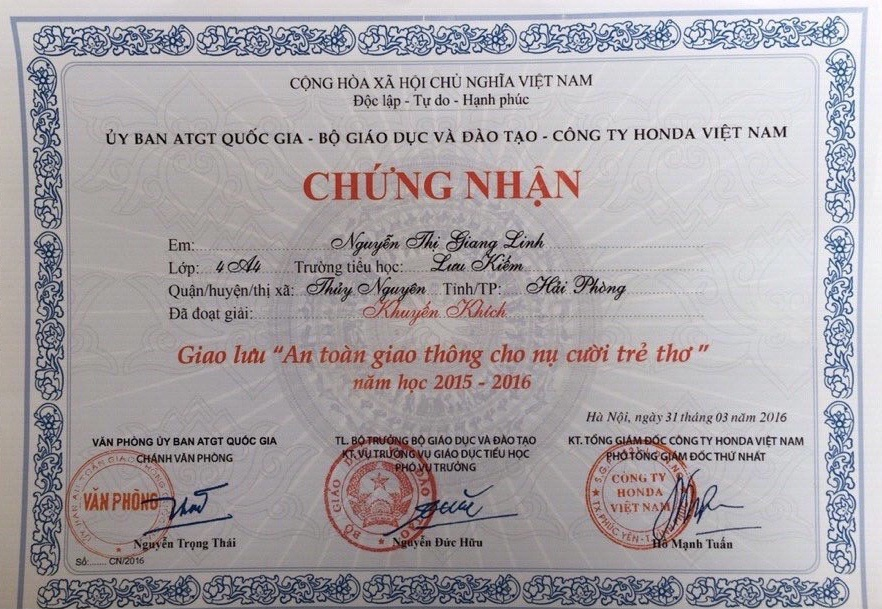 CỘNG HÒA XÃ HỘI CHỦ NGHĨA VIỆT NAM
Độc lập - Tự do - Hạnh phúc
ỦY BAN ATGT QUỐC GIA - BỘ GIÁO DỤC VÀ ĐÀO TẠO - CÔNG TY HONDA VIỆT NAM
CHỨNG NHẬN
Em: Nguyễn Thị Giang Linh
Lớp: 4A4 Trường tiểu học: Lưu Kiếm
Quận/huyện/thị xã: Thủy Nguyên Tỉnh/TP: Hải Phòng
Đã đoạt giải: Khuyến Khích
Giao lưu "An toàn giao thông cho nụ cười trẻ thơ"
năm học 2015 - 2016
Hà Nội, ngày 31 tháng 03 năm 2016
VĂN PHÒNG ỦY BAN ATGT QUỐC GIA
CHÁNH VĂN PHÒNG
TL. BỘ TRƯỞNG BỘ GIÁO DỤC VÀ ĐÀO TẠO
KT. VỤ TRƯỞNG VỤ GIÁO DỤC TIỂU HỌC
PHÓ VỤ TRƯỞNG
KT. TỔNG GIÁM ĐỐC CÔNG TY HONDA VIỆT NAM
PHÓ TỔNG GIÁM ĐỐC THỨ NHẤT
VĂN PHÒNG
CÔNG TY
HONDA
VIỆT NAM
Nguyễn Trọng Thái
Nguyễn Đức Hữu
Hồ Mạnh Tuấn
Số:....... CN/2016